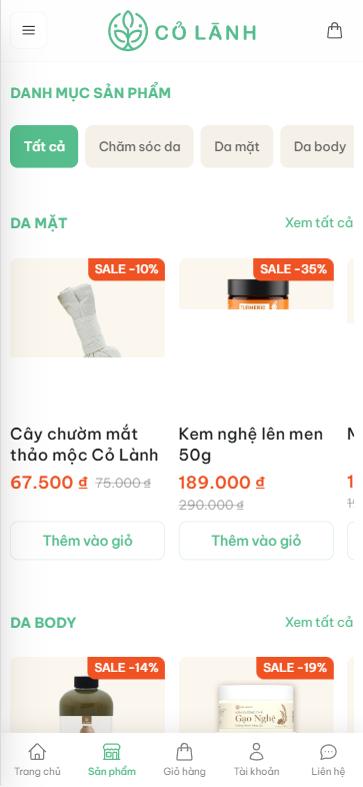 CỎ LÃNH
DANH MỤC SẢN PHẨM
Tất cả
Chăm sóc da
Da mặt
Da body
DA MẶT
Xem tất cả
SALE -10%
SALE -35%
TURMERIC
Cây chườm mắt
thảo mộc Cỏ Lành
67.500 ₫ 75.000 ₫
Thêm vào giỏ
Kem nghệ lên men
50g
189.000 ₫
290.000 ₫
Thêm vào giỏ
DA BODY
Xem tất cả
SALE -14%
SALE -19%
Gạo Nghệ
Trang chủ
Sản phẩm
Giỏ hàng
Tài khoản
Liên hệ